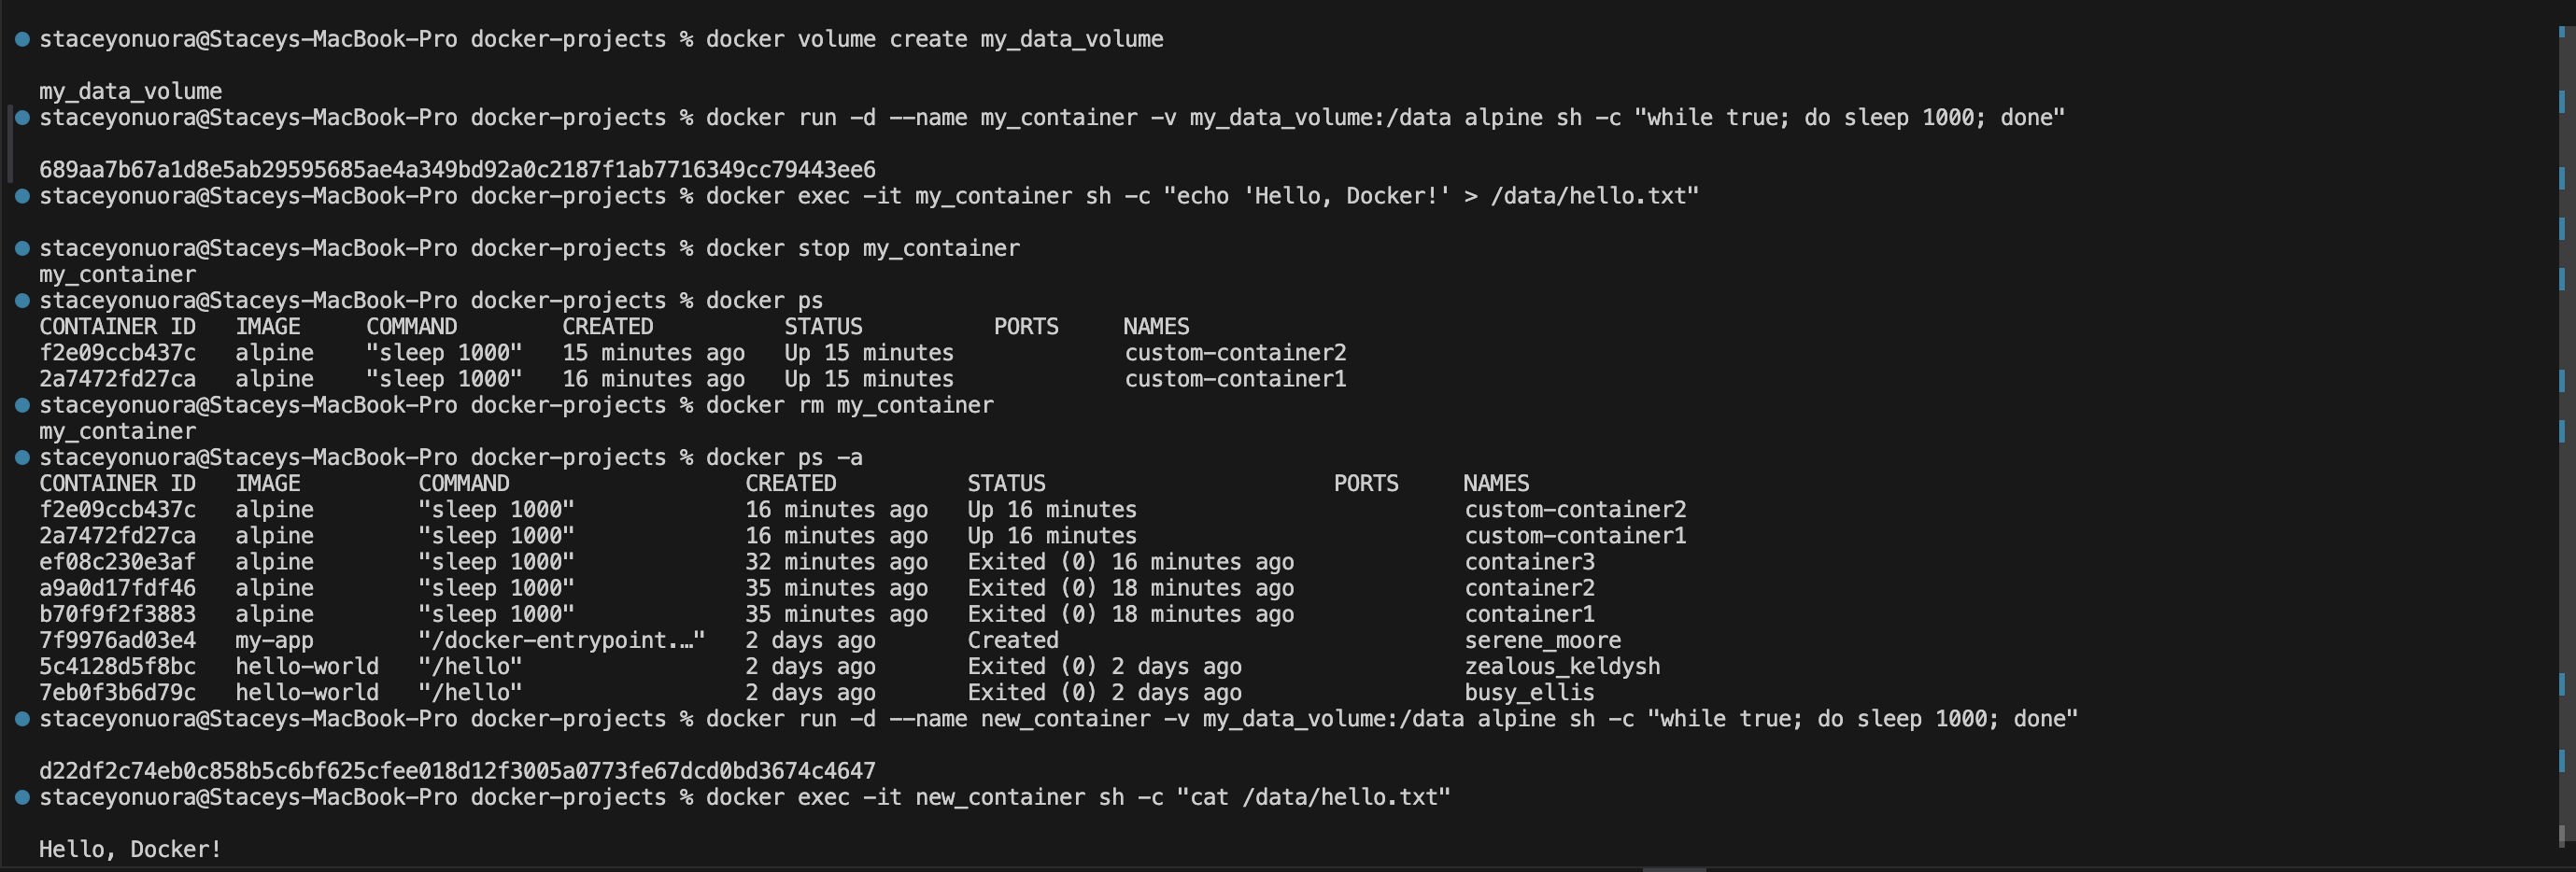 staceyonuora@Staceys-MacBook-Pro docker-projects % docker volume create my_data_volume
my_data_volume
staceyonuora@Staceys-MacBook-Pro docker-projects % docker run -d --name my_container -v my_data_volume:/data alpine sh -c "while true; do sleep 1000; done"
689aa7b67a1d8e5ab29595685ae4a349bd92a0c2187f1ab7716349cc79443ee6
staceyonuora@Staceys-MacBook-Pro docker-projects % docker exec -it my_container sh -c "echo 'Hello, Docker!' > /data/hello.txt"
staceyonuora@Staceys-MacBook-Pro docker-projects % docker stop my_container
my_container
staceyonuora@Staceys-MacBook-Pro docker-projects % docker ps
CONTAINER ID   IMAGE     COMMAND        CREATED          STATUS          PORTS     NAMES
f2e09ccb437c   alpine    "sleep 1000"   15 minutes ago   Up 15 minutes             custom-container2
2a7472fd27ca   alpine    "sleep 1000"   16 minutes ago   Up 15 minutes             custom-container1
staceyonuora@Staceys-MacBook-Pro docker-projects % docker rm my_container
my_container
staceyonuora@Staceys-MacBook-Pro docker-projects % docker ps -a
CONTAINER ID   IMAGE         COMMAND                  CREATED          STATUS                      PORTS     NAMES
f2e09ccb437c   alpine        "sleep 1000"             16 minutes ago   Up 16 minutes                         custom-container2
2a7472fd27ca   alpine        "sleep 1000"             16 minutes ago   Up 16 minutes                         custom-container1
ef08c230e3af   alpine        "sleep 1000"             32 minutes ago   Exited (0) 16 minutes ago             container3
a9a0d17fdf46   alpine        "sleep 1000"             35 minutes ago   Exited (0) 18 minutes ago             container2
b70f9f2f3883   alpine        "sleep 1000"             35 minutes ago   Exited (0) 18 minutes ago             container1
7f9976ad03e4   my-app        "/docker-entrypoint.…"   2 days ago       Created                               serene_moore
5c4128d5f8bc   hello-world   "/hello"                 2 days ago       Exited (0) 2 days ago                 zealous_keldysh
7eb0f3b6d79c   hello-world   "/hello"                 2 days ago       Exited (0) 2 days ago                 busy_ellis
staceyonuora@Staceys-MacBook-Pro docker-projects % docker run -d --name new_container -v my_data_volume:/data alpine sh -c "while true; do sleep 1000; done"
d22df2c74eb0c858b5c6bf625cfee018d12f3005a0773fe67dcd0bd3674c4647
staceyonuora@Staceys-MacBook-Pro docker-projects % docker exec -it new_container sh -c "cat /data/hello.txt"
Hello, Docker!